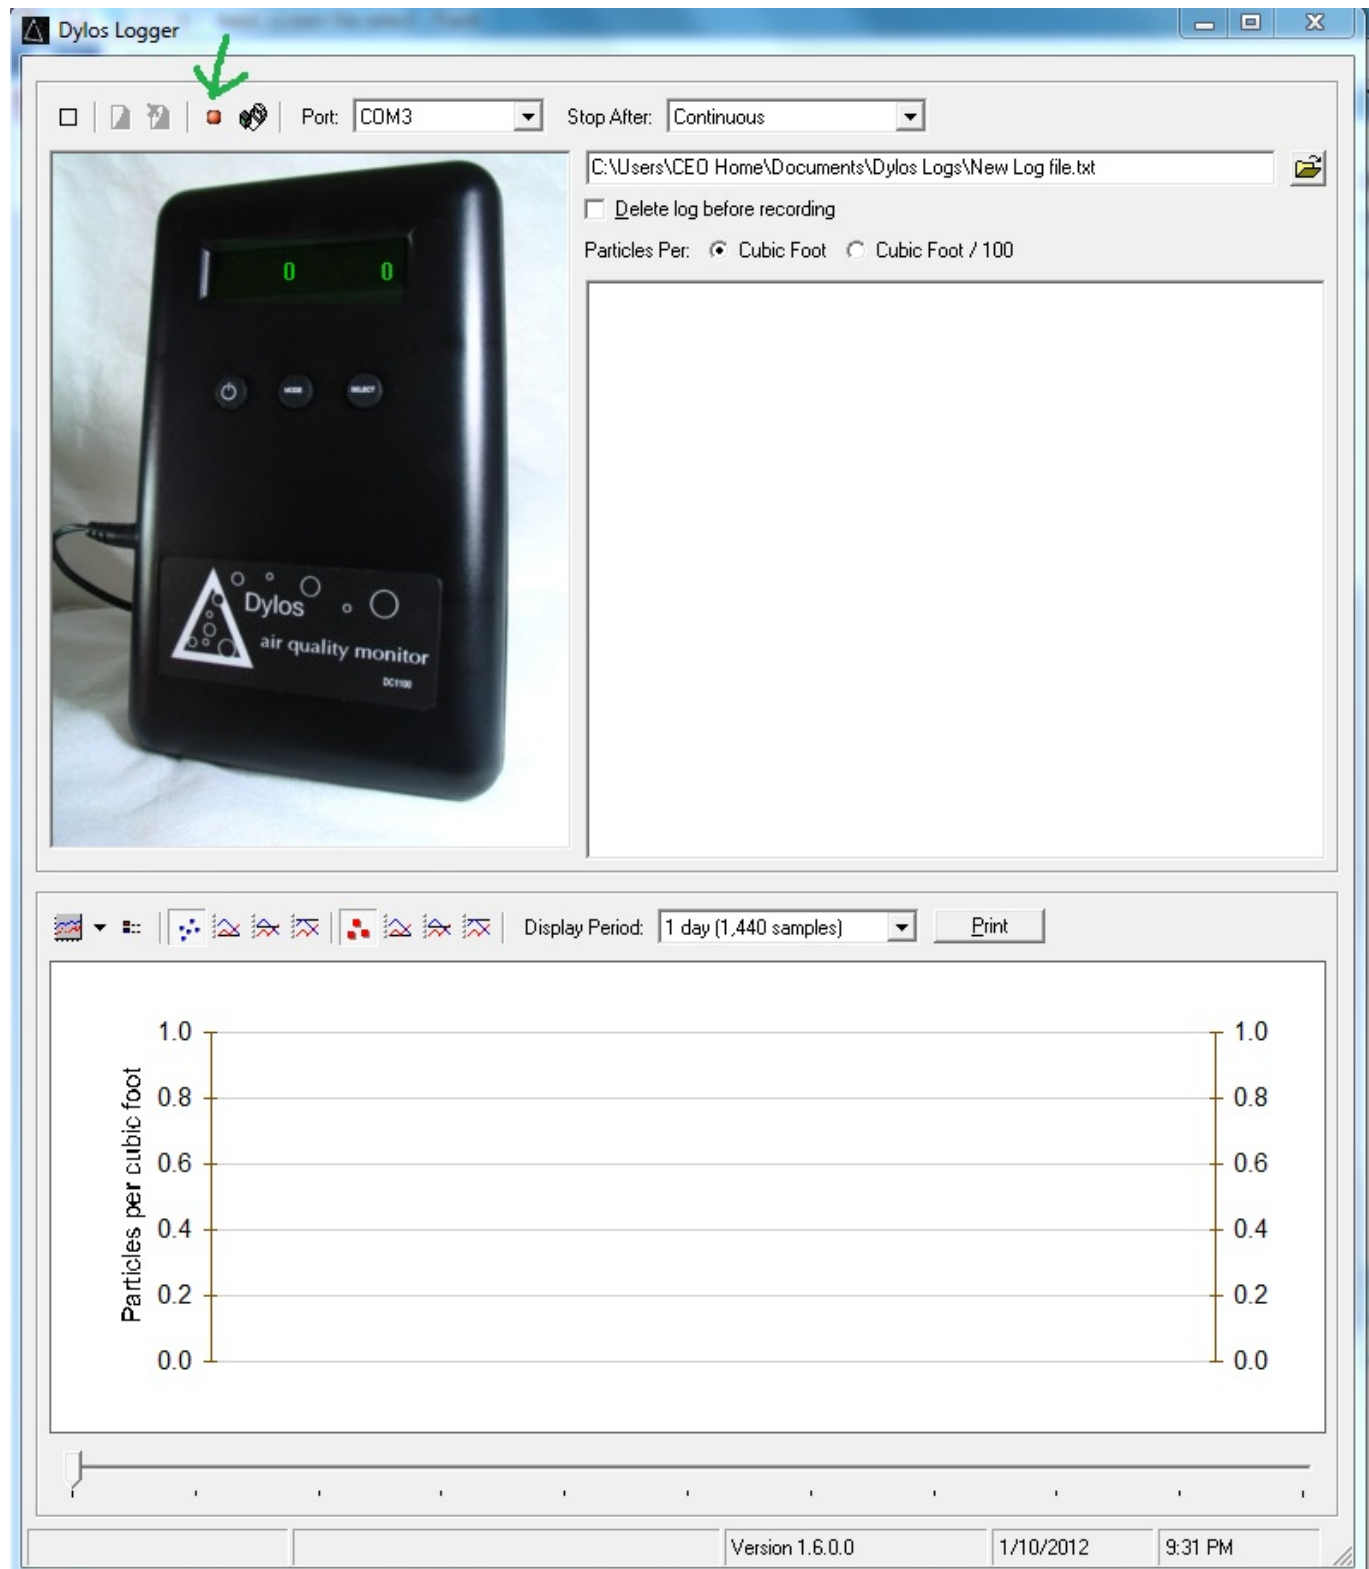 Dylos Logger
Port: COM3 Stop After: Continuous
C:\Users\CEO Home\Documents\Dylos Logs\New Log file.txt
Delete log before recording
Particles Per: Cubic Foot Cubic Foot / 100
0 0
MODE SELECT
Dylos
air quality monitor
DC1100
Display Period: 1 day (1,440 samples) Print
Particles per cubic foot
1.0 1.0
0.8 0.8
0.6 0.6
0.4 0.4
0.2 0.2
0.0 0.0
Version 1.6.0.0 1/10/2012 9:31 PM